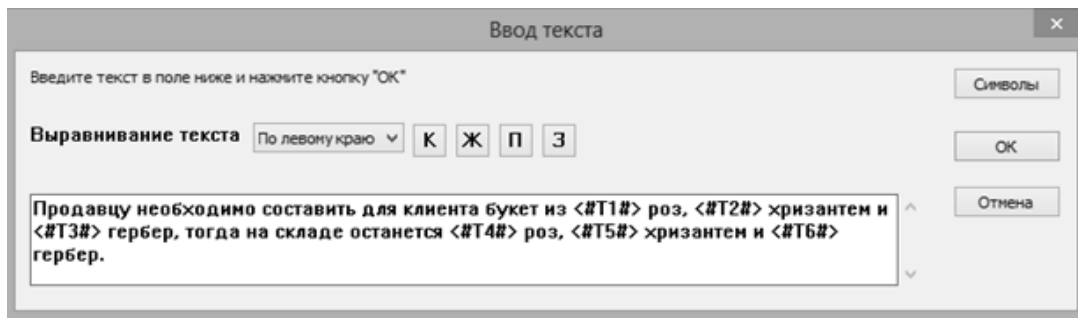 Ввод текста
Введите текст в поле ниже и нажмите кнопку "ОК"
Символы
Выравнивание текста По левому краю К Ж П З
ОК
Отмена
Продавцу необходимо составить для клиента букет из <#T1#> роз, <#T2#> хризантем и
<#T3#> гербер, тогда на складе останется <#T4#> роз, <#T5#> хризантем и <#T6#>
гербер.